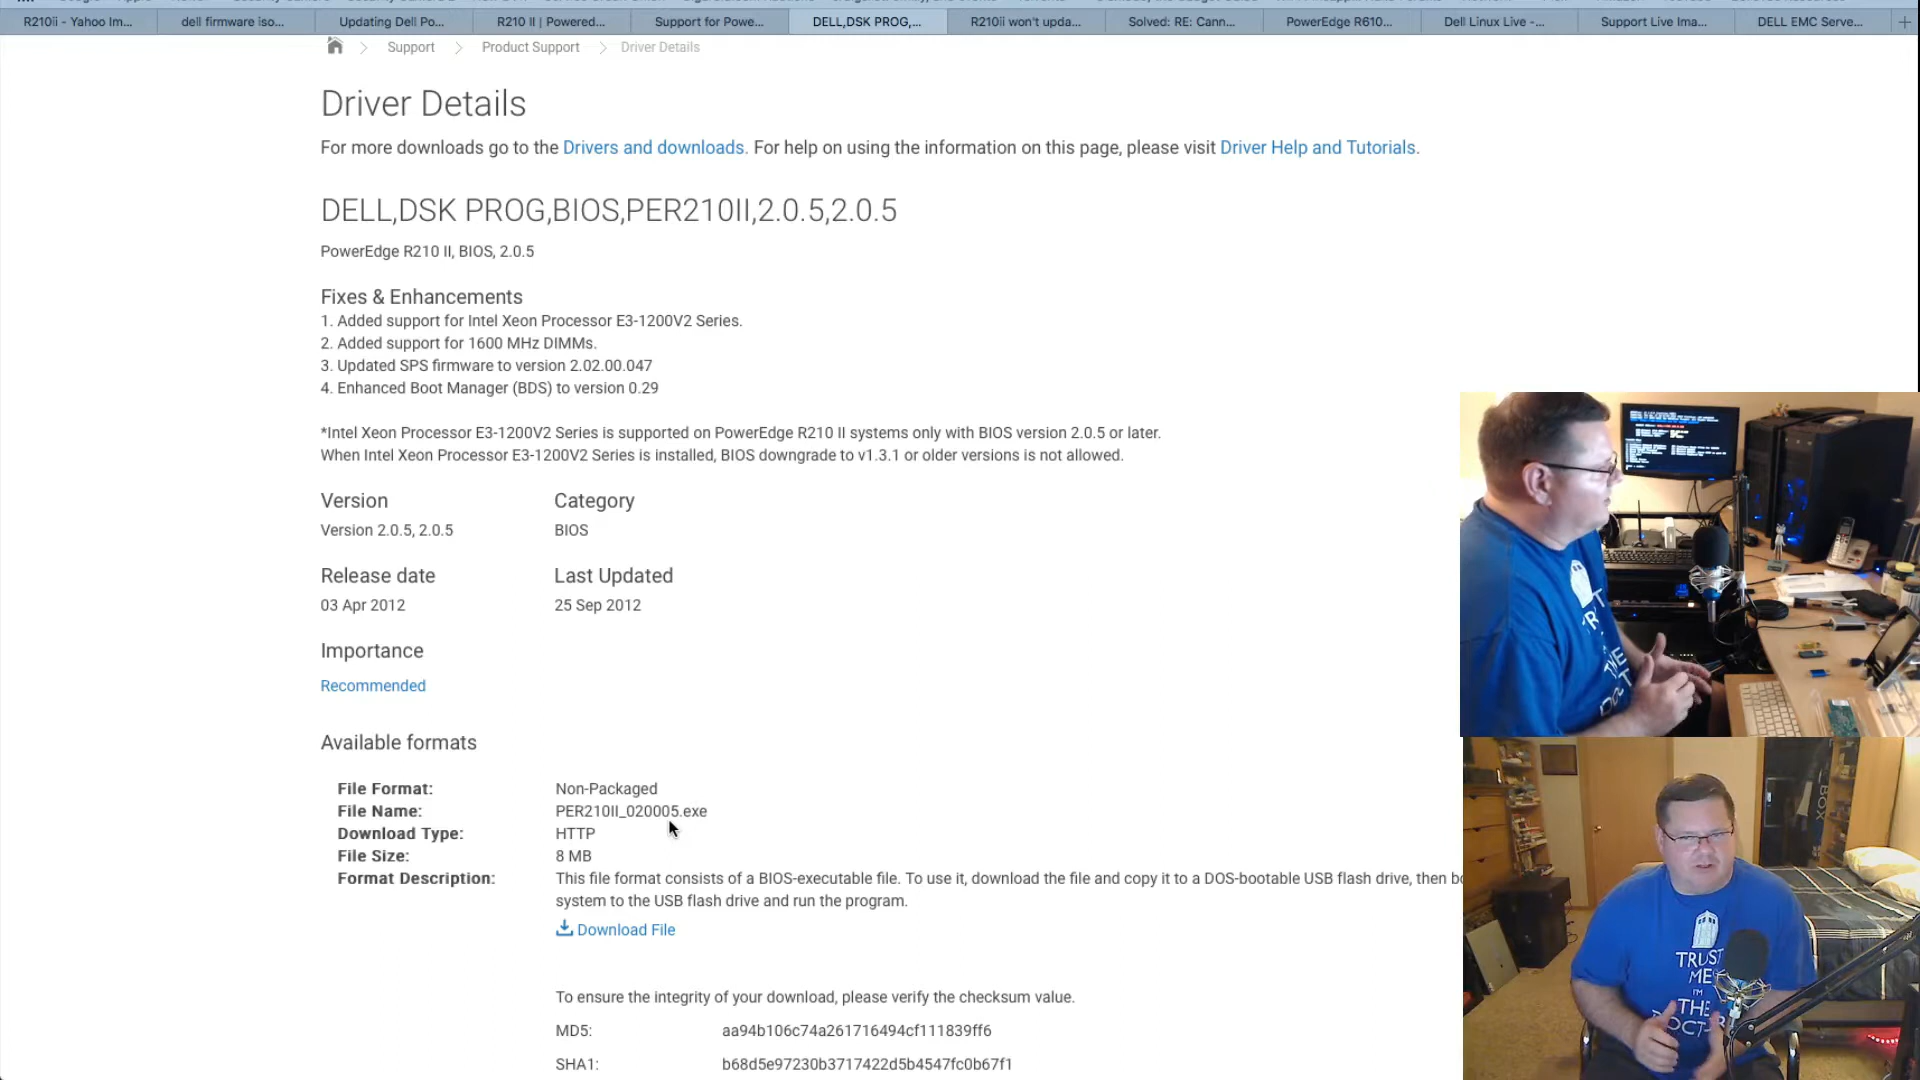 R210ii - Yahoo Im...
dell firmware iso...
Updating Dell Po...
R210 II | Powered...
Support for Powe...
DELL,DSK PROG,...
R210ii won't upda...
Solved: RE: Cann...
PowerEdge R610...
Dell Linux Live -...
Support Live Ima...
DELL EMC Serve...
Support
Product Support
Driver Details
Driver Details
For more downloads go to the Drivers and downloads. For help on using the information on this page, please visit Driver Help and Tutorials.
DELL,DSK PROG,BIOS,PER210II,2.0.5,2.0.5
PowerEdge R210 II, BIOS, 2.0.5
Fixes & Enhancements
1. Added support for Intel Xeon Processor E3-1200V2 Series.
2. Added support for 1600 MHz DIMMs.
3. Updated SPS firmware to version 2.02.00.047
4. Enhanced Boot Manager (BDS) to version 0.29
*Intel Xeon Processor E3-1200V2 Series is supported on PowerEdge R210 II systems only with BIOS version 2.0.5 or later.
When Intel Xeon Processor E3-1200V2 Series is installed, BIOS downgrade to v1.3.1 or older versions is not allowed.
Version
Category
Version 2.0.5, 2.0.5
BIOS
Release date
Last Updated
03 Apr 2012
25 Sep 2012
Importance
Recommended
Available formats
File Format: Non-Packaged
File Name: PER210II_020005.exe
Download Type: HTTP
File Size: 8 MB
Format Description: This file format consists of a BIOS-executable file. To use it, download the file and copy it to a DOS-bootable USB flash drive, then bo
system to the USB flash drive and run the program.
Download File
To ensure the integrity of your download, please verify the checksum value.
MD5: aa94b106c74a261716494cf111839ff6
SHA1: b68d5e97230b3717422d5b4547fc0b67f1
TRUST
ME
I'M
THE
DOCT